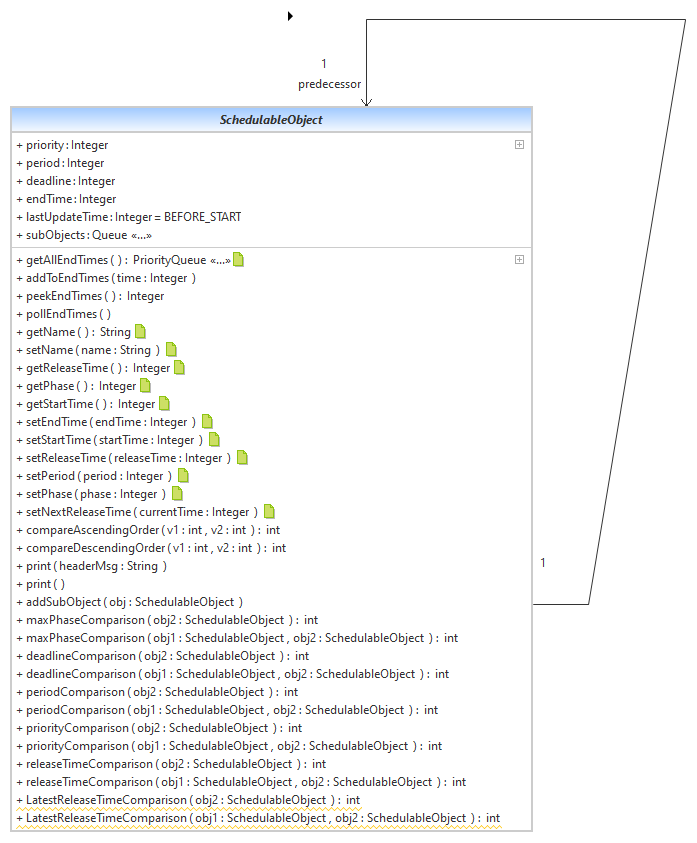 1
predecessor
SchedulableObject
+ priority : Integer
+ period : Integer
+ deadline : Integer
+ endTime : Integer
+ lastUpdateTime : Integer = BEFORE_START
+ subObjects : Queue «...»
+ getAllEndTimes ( ) : PriorityQueue «...»
+ addToEndTimes ( time : Integer )
+ peekEndTimes ( ) : Integer
+ pollEndTimes ( )
+ getName ( ) : String
+ setName ( name : String )
+ getReleaseTime ( ) : Integer
+ getPhase ( ) : Integer
+ getStartTime ( ) : Integer
+ setEndTime ( endTime : Integer )
+ setStartTime ( startTime : Integer )
+ setReleaseTime ( releaseTime : Integer )
+ setPeriod ( period : Integer )
+ setPhase ( phase : Integer )
+ setNextReleaseTime ( currentTime : Integer )
+ compareAscendingOrder ( v1 : int , v2 : int ) : int
+ compareDescendingOrder ( v1 : int , v2 : int ) : int
+ print ( headerMsg : String )
+ print ( )
+ addSubObject ( obj : SchedulableObject )
+ maxPhaseComparison ( obj2 : SchedulableObject ) : int
+ maxPhaseComparison ( obj1 : SchedulableObject , obj2 : SchedulableObject ) : int
+ deadlineComparison ( obj2 : SchedulableObject ) : int
+ deadlineComparison ( obj1 : SchedulableObject , obj2 : SchedulableObject ) : int
+ periodComparison ( obj2 : SchedulableObject ) : int
+ periodComparison ( obj1 : SchedulableObject , obj2 : SchedulableObject ) : int
+ priorityComparison ( obj2 : SchedulableObject ) : int
+ priorityComparison ( obj1 : SchedulableObject , obj2 : SchedulableObject ) : int
+ releaseTimeComparison ( obj2 : SchedulableObject ) : int
+ releaseTimeComparison ( obj1 : SchedulableObject , obj2 : SchedulableObject ) : int
+ LatestReleaseTimeComparison ( obj2 : SchedulableObject ) : int
+ LatestReleaseTimeComparison ( obj1 : SchedulableObject , obj2 : SchedulableObject ) : int
1